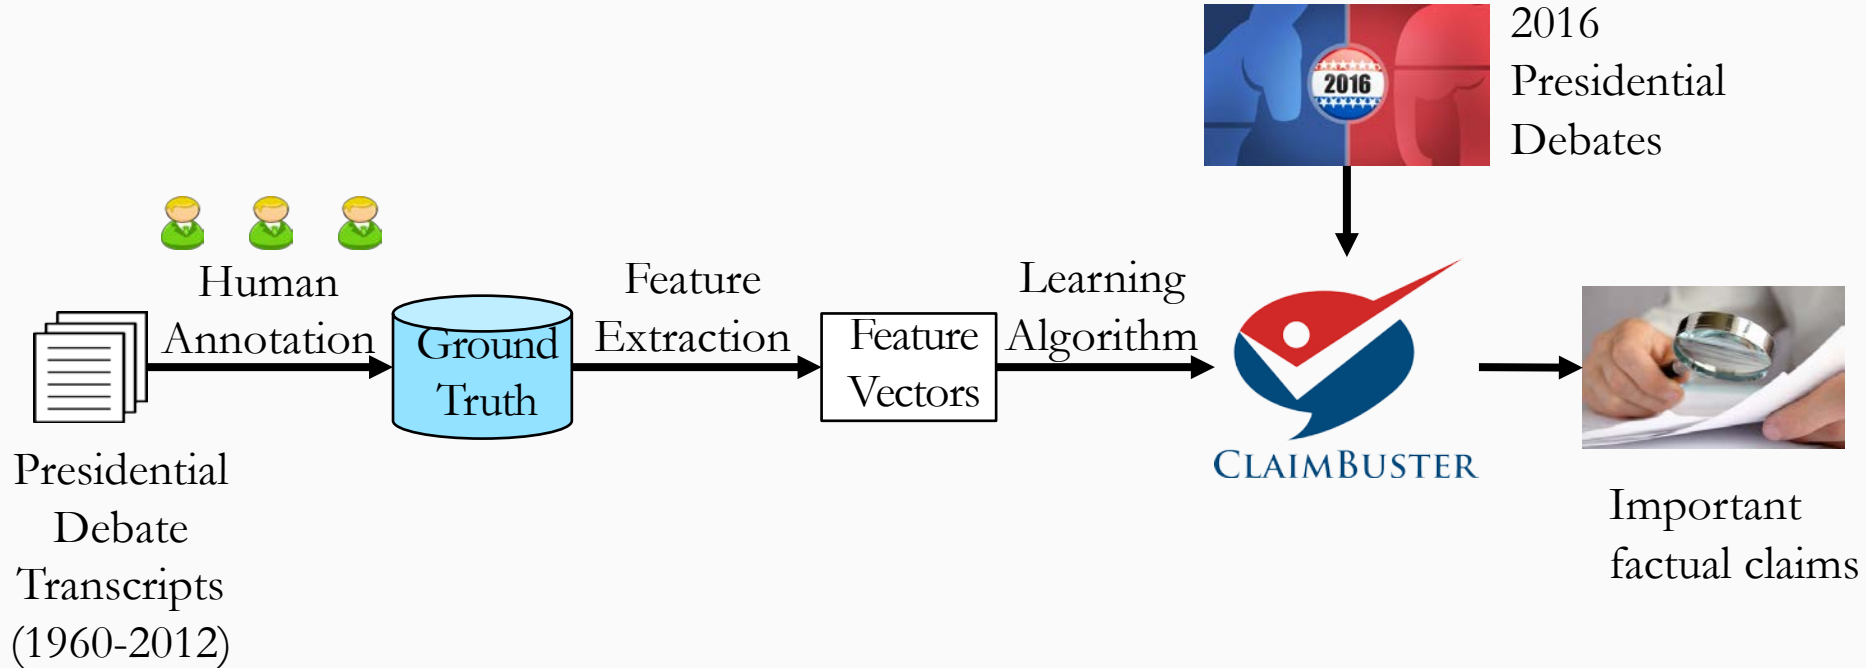 2016
Presidential
Debates
2016
Human
Annotation
Feature
Extraction
Learning
Algorithm
Ground
Truth
Feature
Vectors
CLAIMBUSTER
Presidential
Debate
Transcripts
(1960-2012)
Important
factual claims